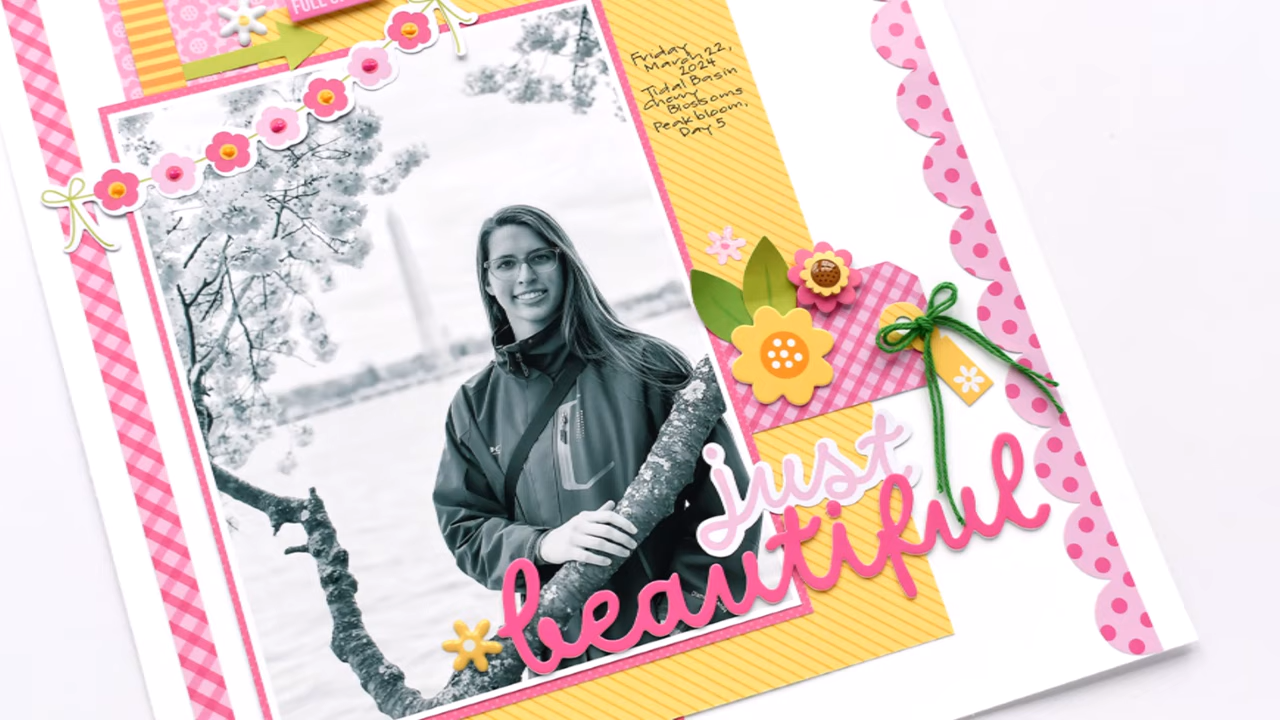 Friday
March 22,
2024
Tidal Basin
Cherry
Blossoms
Peak bloom,
Day 5
just
beautiful